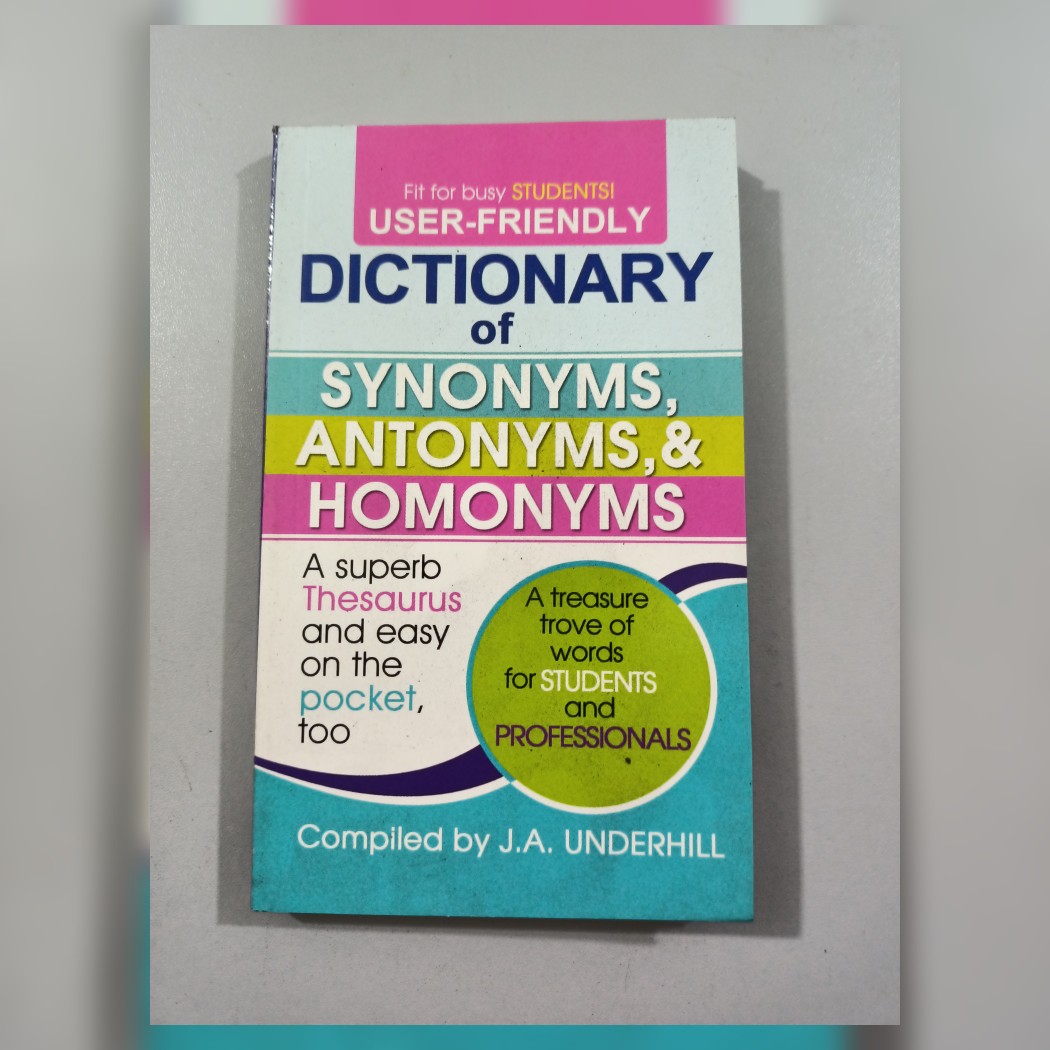 Fit for busy STUDENTS!
USER-FRIENDLY
DICTIONARY
of
SYNONYMS,
ANTONYMS,&
HOMONYMS
A superb
Thesaurus
and easy
on the
pocket,
too
A treasure
trove of
words
for STUDENTS
and
PROFESSIONALS
Compiled by J.A. UNDERHILL